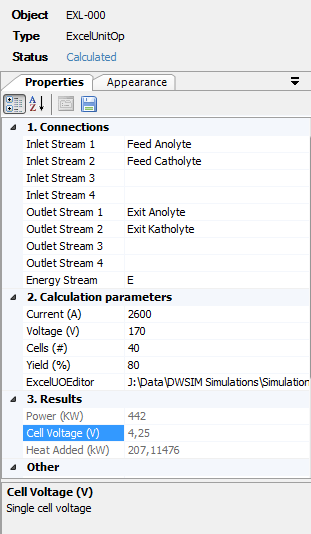 Object EXL-000
Type ExcelUnitOp
Status Calculated
Properties Appearance
1. Connections
Inlet Stream 1 Feed Anolyte
Inlet Stream 2 Feed Catholyte
Inlet Stream 3
Inlet Stream 4
Outlet Stream 1 Exit Anolyte
Outlet Stream 2 Exit Katholyte
Outlet Stream 3
Outlet Stream 4
Energy Stream E
2. Calculation parameters
Current (A) 2600
Voltage (V) 170
Cells (#) 40
Yield (%) 80
ExcelUOEditor J:\Data\DWSIM Simulations\Simulation
3. Results
Power (KW) 442
Cell Voltage (V) 4,25
Heat Added (kW) 207,11476
Other
Cell Voltage (V)
Single cell voltage